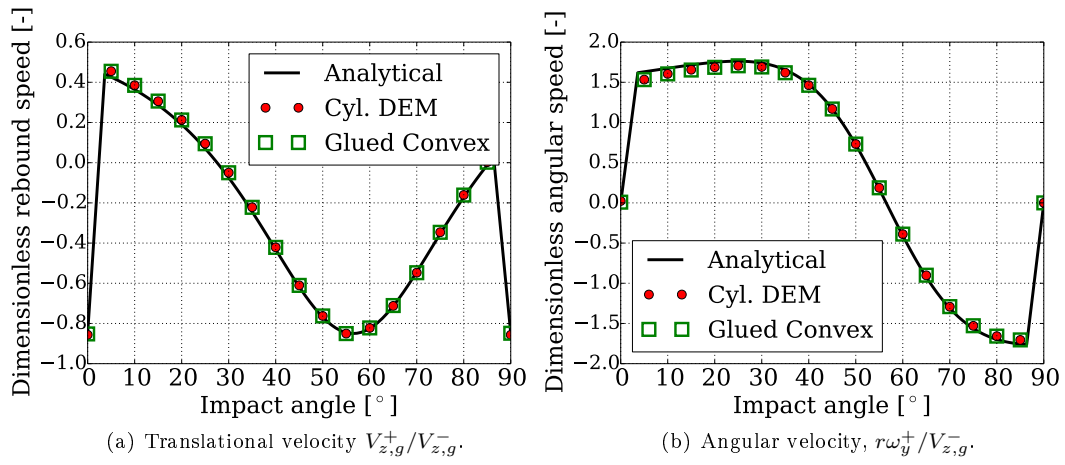 Dimensionless rebound speed [-]
0.6
0.4
0.2
0.0
−0.2
−0.4
−0.6
−0.8
−1.0
0 10 20 30 40 50 60 70 80 90
Impact angle [°]
Analytical
Cyl. DEM
Glued Convex
(a) Translational velocity V⁺z,g/V⁻z,g.
Dimensionless angular speed [-]
2.0
1.5
1.0
0.5
0.0
−0.5
−1.0
−1.5
−2.0
0 10 20 30 40 50 60 70 80 90
Impact angle [°]
Analytical
Cyl. DEM
Glued Convex
(b) Angular velocity, rω⁺y/V⁻z,g.